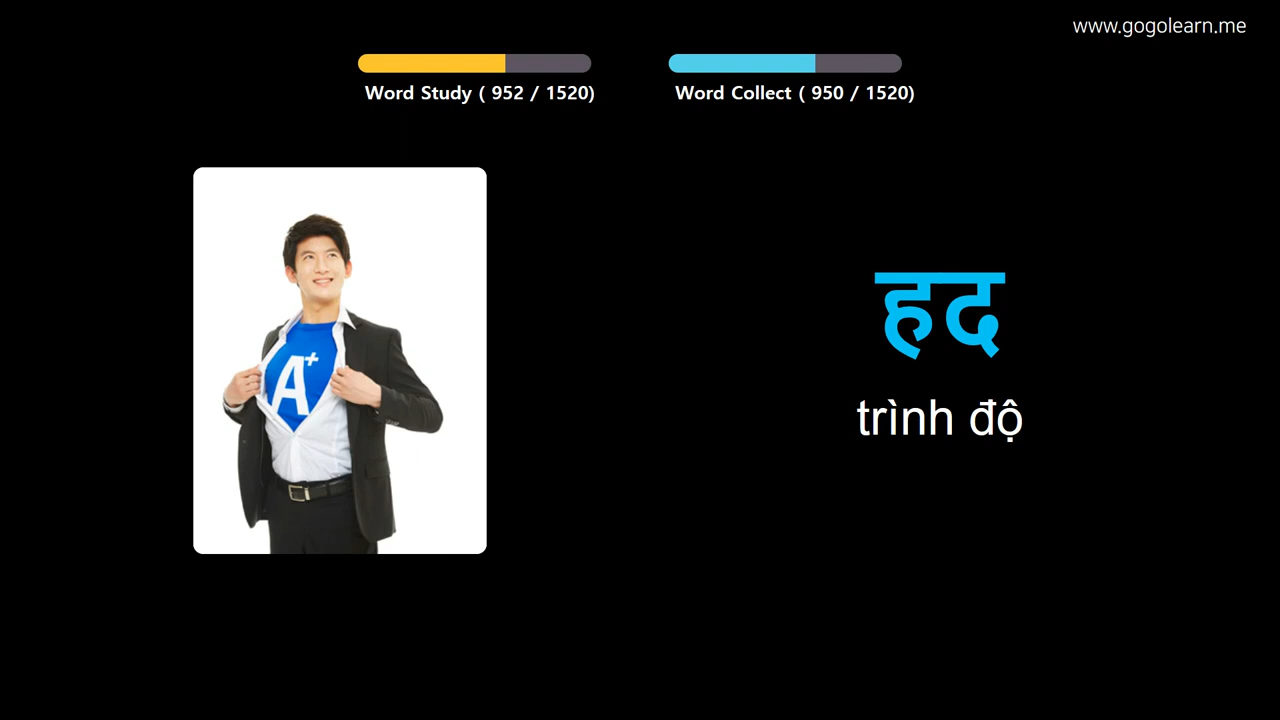 www.gogolearn.me
Word Study ( 952 / 1520)
Word Collect ( 950 / 1520)
A+
हद
trình độ